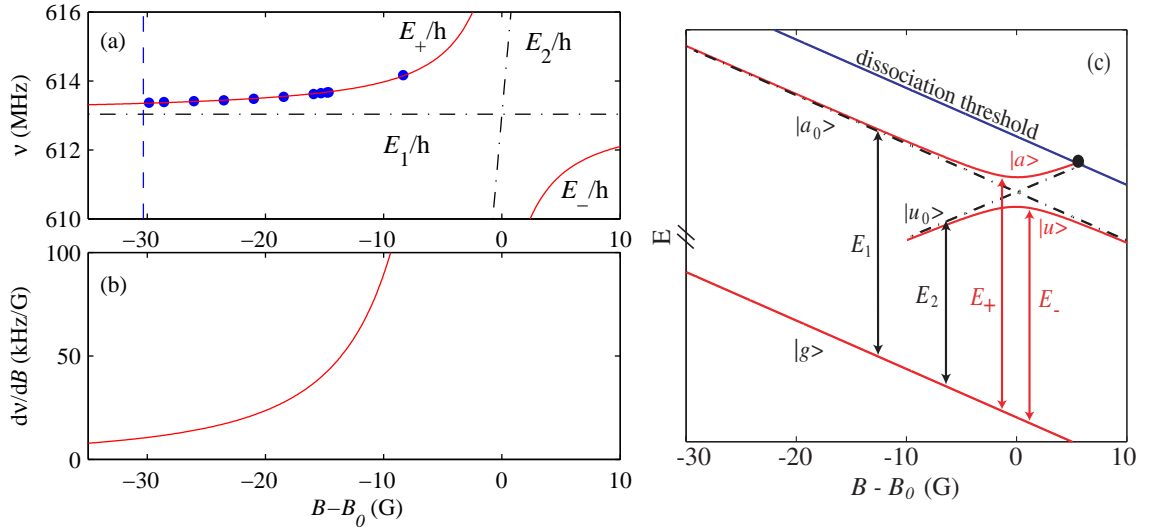 (a)
616
614
612
610
ν (MHz)
E+/h
E2/h
E1/h
E−/h
−30
−20
−10
0
10
(b)
100
50
0
dν/dB (kHz/G)
−30
−20
−10
0
10
B−B0 (G)
(c)
dissociation threshold
|a0>
|a>
|u0>
|u>
E
E1
E2
E+
E-
|g>
-30
-20
-10
0
10
B - B0 (G)